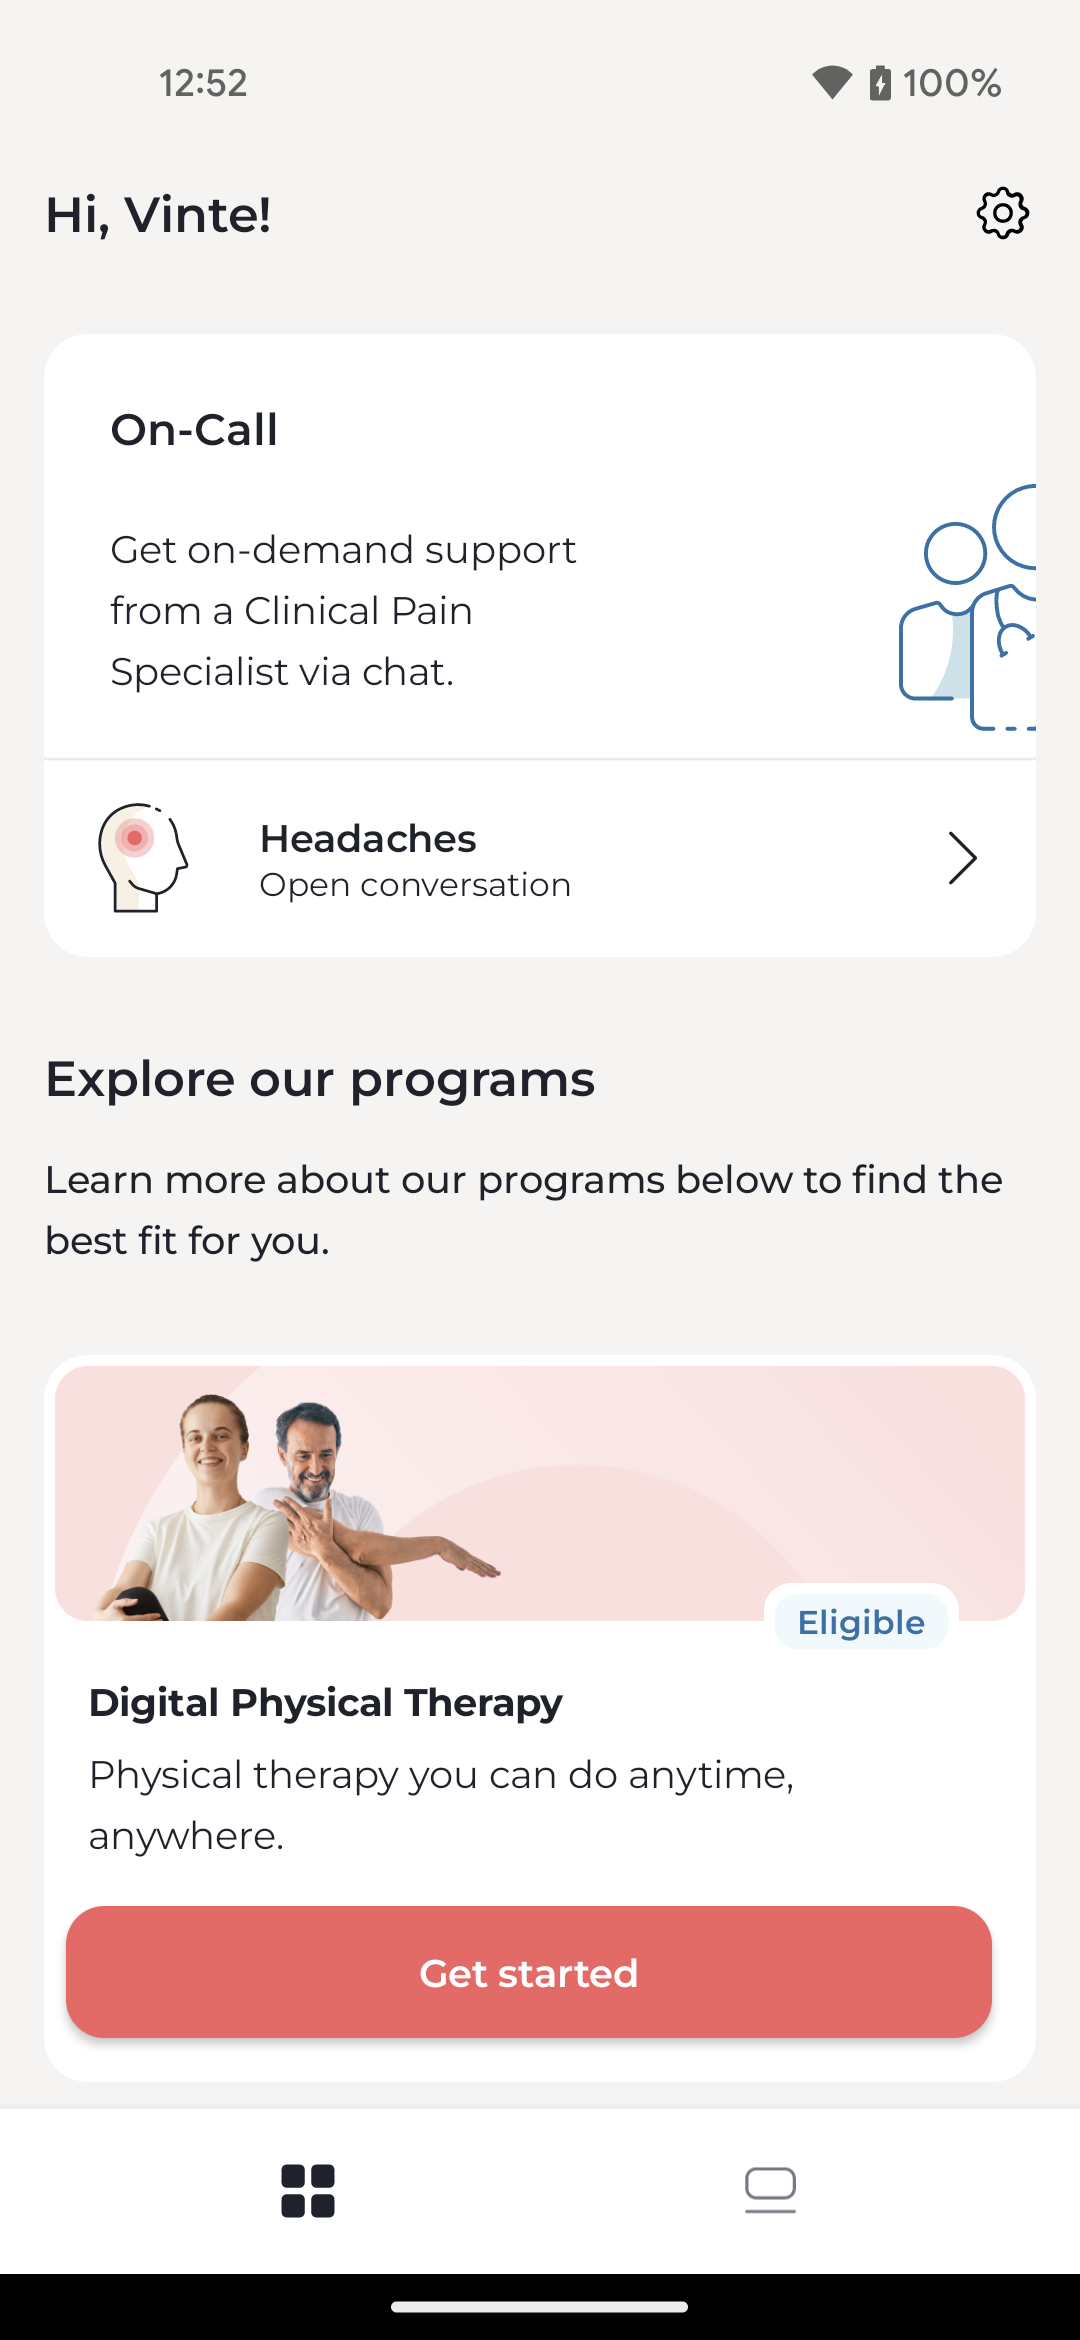 12:52
100%
Hi, Vinte!
On-Call
Get on-demand support
from a Clinical Pain
Specialist via chat.
Headaches
Open conversation
Explore our programs
Learn more about our programs below to find the
best fit for you.
Eligible
Digital Physical Therapy
Physical therapy you can do anytime,
anywhere.
Get started